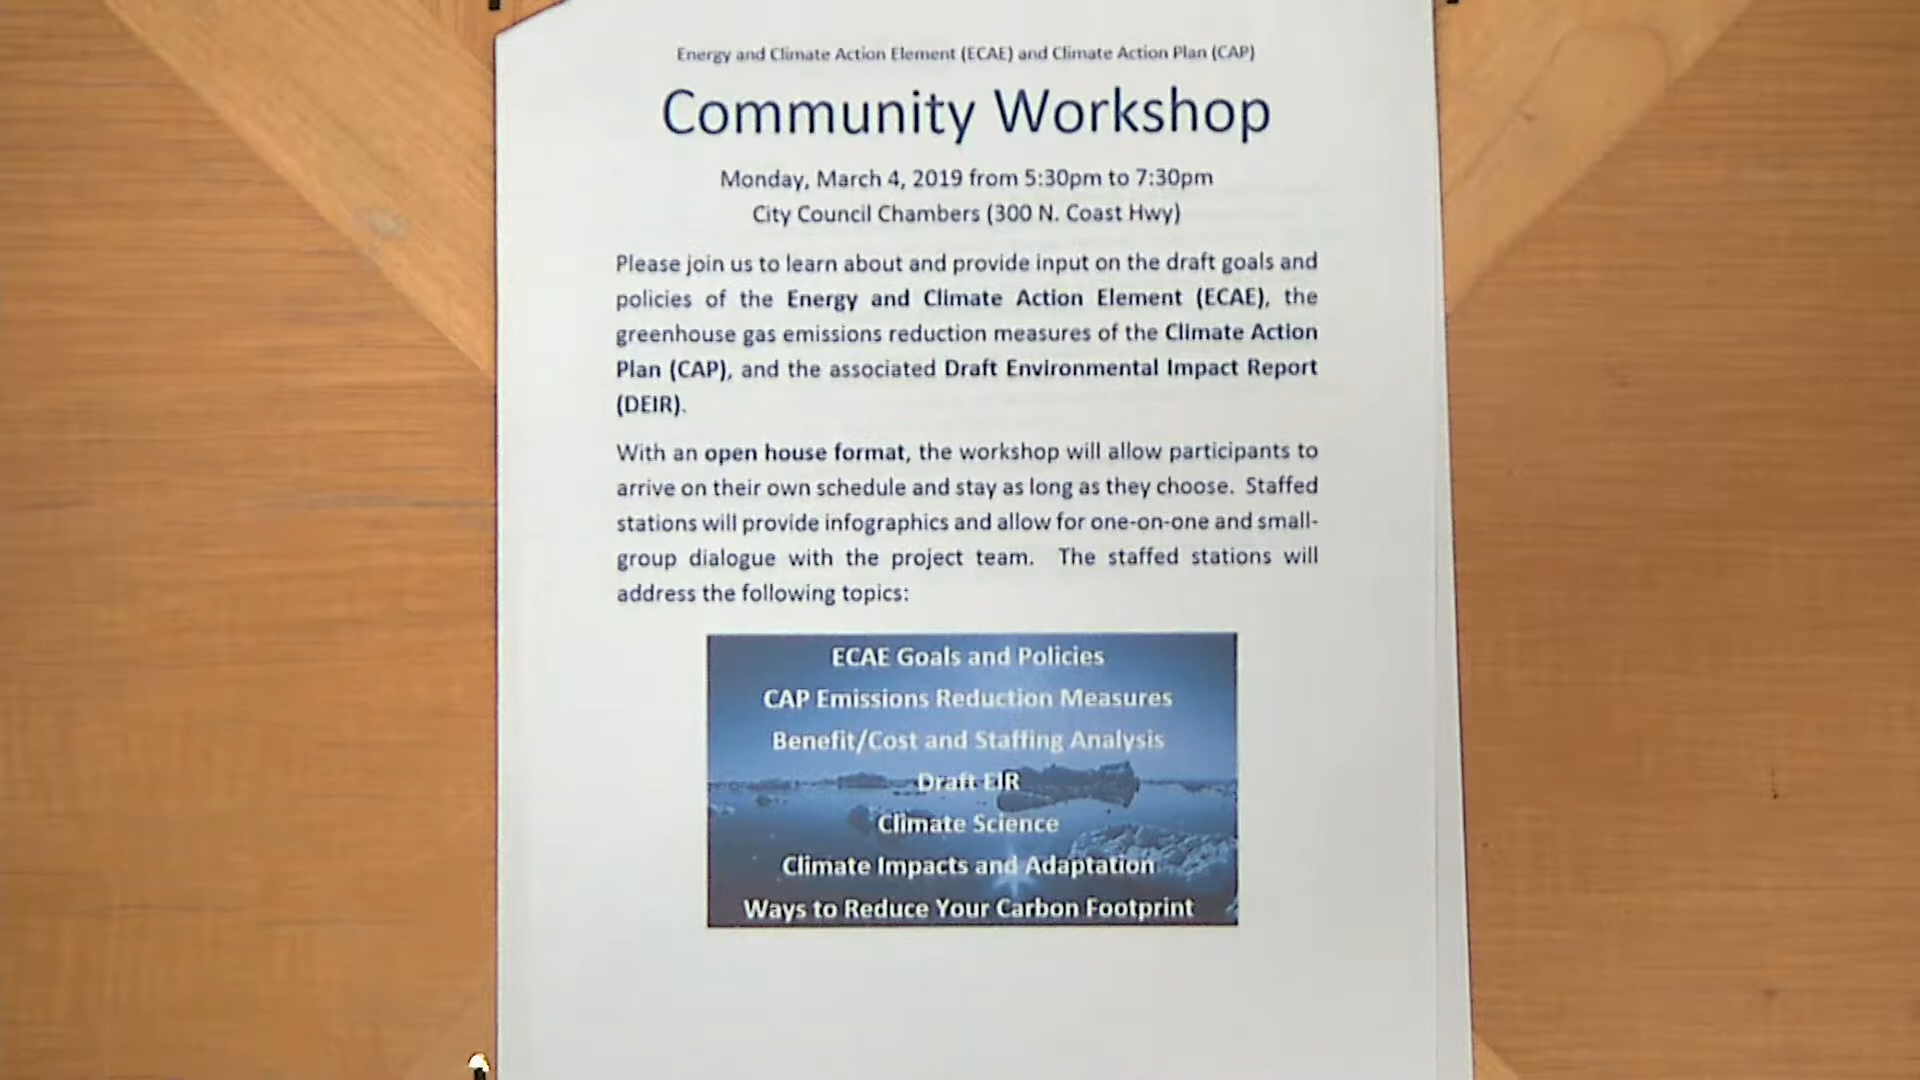 Energy and Climate Action Element (ECAE) and Climate Action Plan (CAP)
Community Workshop
Monday, March 4, 2019 from 5:30pm to 7:30pm
City Council Chambers (300 N. Coast Hwy)
Please join us to learn about and provide input on the draft goals and
policies of the Energy and Climate Action Element (ECAE), the
greenhouse gas emissions reduction measures of the Climate Action
Plan (CAP), and the associated Draft Environmental Impact Report
(DEIR).
With an open house format, the workshop will allow participants to
arrive on their own schedule and stay as long as they choose. Staffed
stations will provide infographics and allow for one-on-one and small-
group dialogue with the project team. The staffed stations will
address the following topics:
ECAE Goals and Policies
CAP Emissions Reduction Measures
Benefit/Cost and Staffing Analysis
Draft EIR
Climate Science
Climate Impacts and Adaptation
Ways to Reduce Your Carbon Footprint